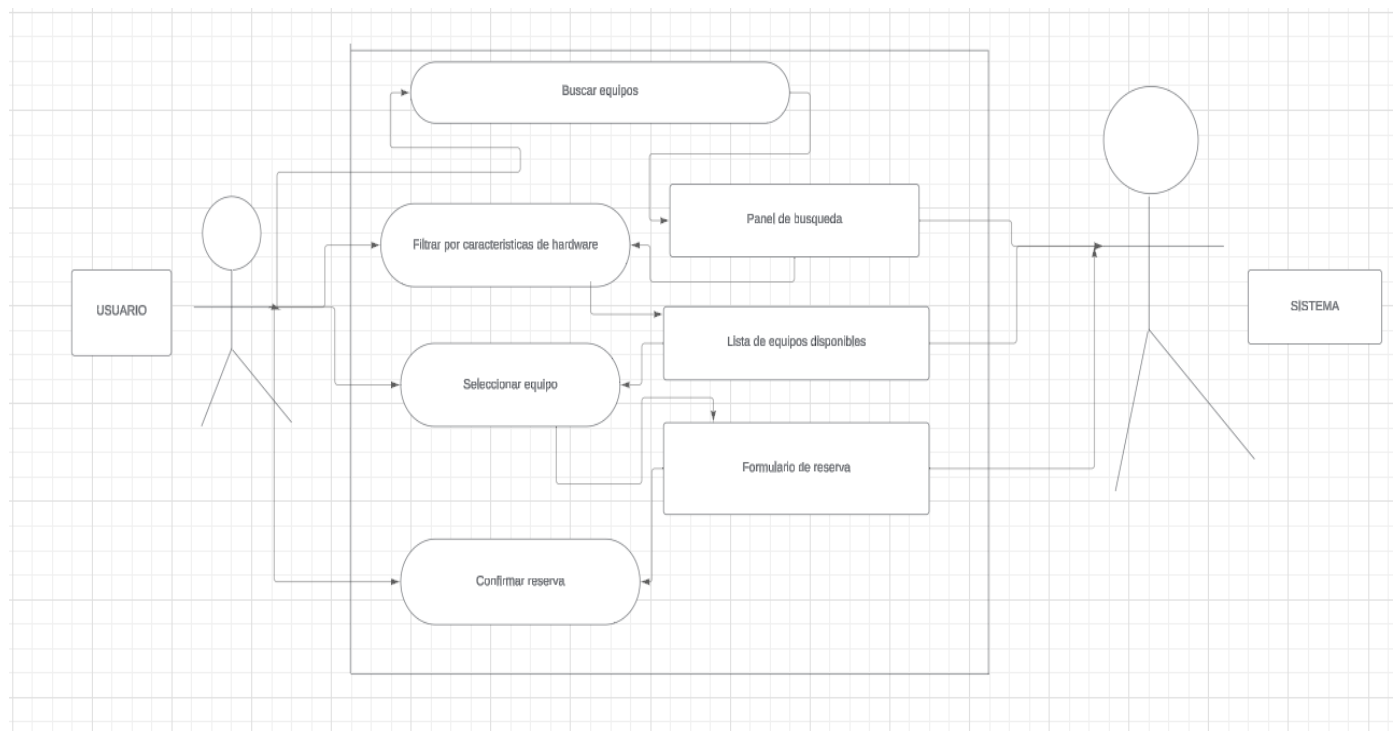 Buscar equipos
Panel de busqueda
Filtrar por caracteristicas de hardware
USUARIO
SISTEMA
Lista de equipos disponibles
Seleccionar equipo
Formulario de reserva
Confirmar reserva